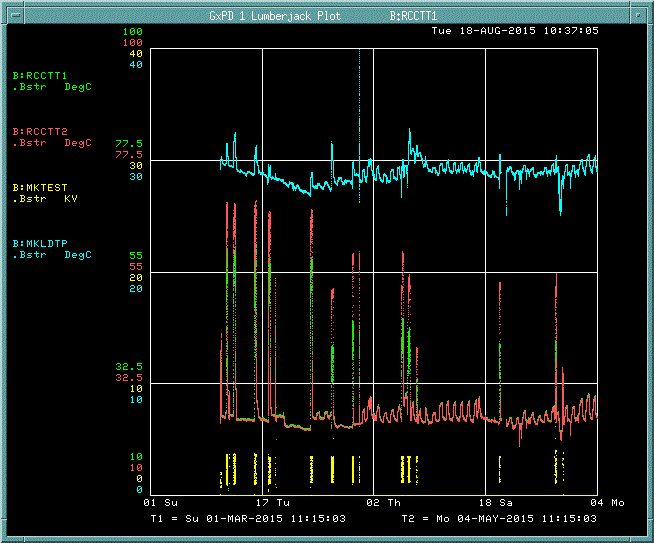 GxPD 1 Lumberjack Plot B:RCCTT1
Tue 18-AUG-2015 10:37:05
100
100
40
40
B:RCCTT1
.Bstr DegC
B:RCCTT2
.Bstr DegC
77.5
77.5
30
30
B:MKTEST
.Bstr KV
B:MKLDTP
.Bstr DegC
55
55
20
20
32.5
32.5
10
10
10
10
0
0
01 Su 17 Tu 02 Th 18 Sa 04 Mo
T1 = Su 01-MAR-2015 11:15:03 T2 = Mo 04-MAY-2015 11:15:03